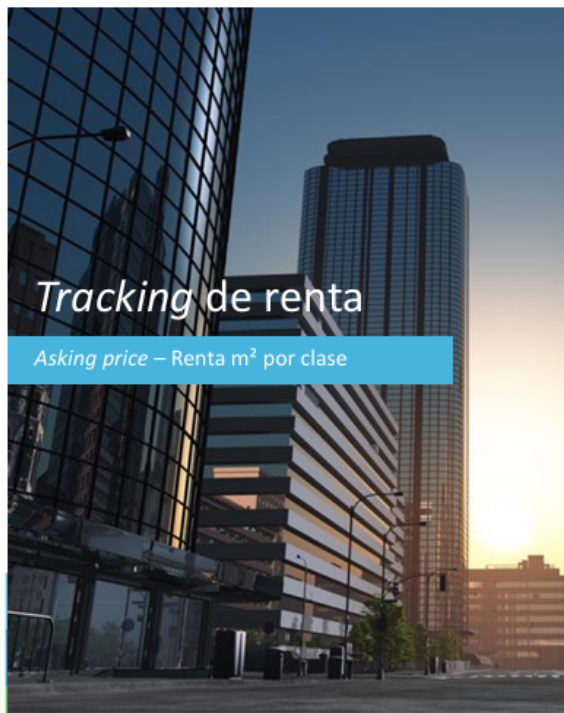 Tracking de renta
Asking price – Renta m² por clase